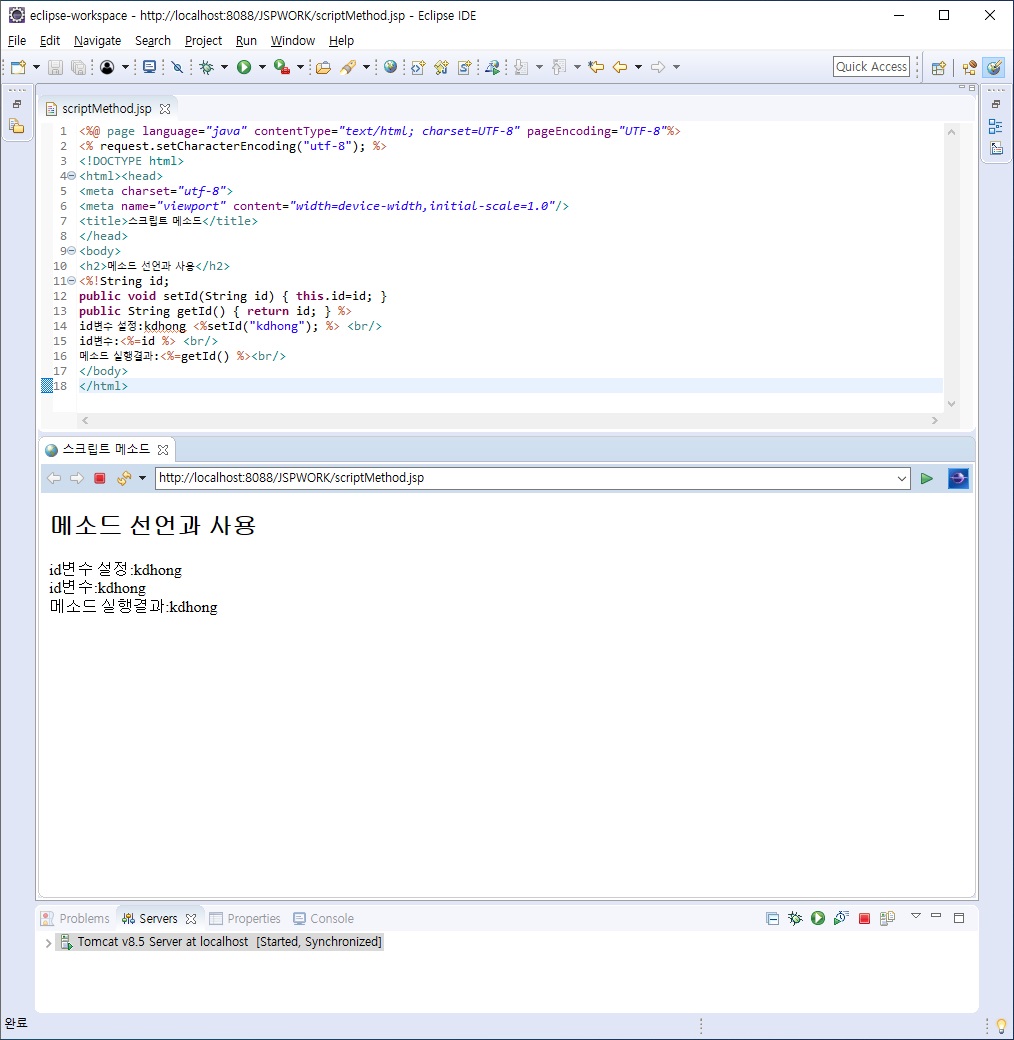 eclipse-workspace - http://localhost:8088/JSPWORK/scriptMethod.jsp - Eclipse IDE
File Edit Navigate Search Project Run Window Help
Quick Access
scriptMethod.jsp
1 <%@ page language="java" contentType="text/html; charset=UTF-8" pageEncoding="UTF-8"%>
2 <% request.setCharacterEncoding("utf-8"); %>
3 <!DOCTYPE html>
4 <html><head>
5 <meta charset="utf-8">
6 <meta name="viewport" content="width=device-width,initial-scale=1.0"/>
7 <title>스크립트 메소드</title>
8 </head>
9 <body>
10 <h2>메소드 선언과 사용</h2>
11 <%!String id;
12 public void setId(String id) { this.id=id; }
13 public String getId() { return id; } %>
14 id변수 설정:kdhong <%setId("kdhong"); %> <br/>
15 id변수:<%=id %> <br/>
16 메소드 실행결과:<%=getId() %><br/>
17 </body>
18 </html>
스크립트 메소드
http://localhost:8088/JSPWORK/scriptMethod.jsp
메소드 선언과 사용
id변수 설정:kdhong
id변수:kdhong
메소드 실행결과:kdhong
Problems Servers Properties Console
Tomcat v8.5 Server at localhost [Started, Synchronized]
완료